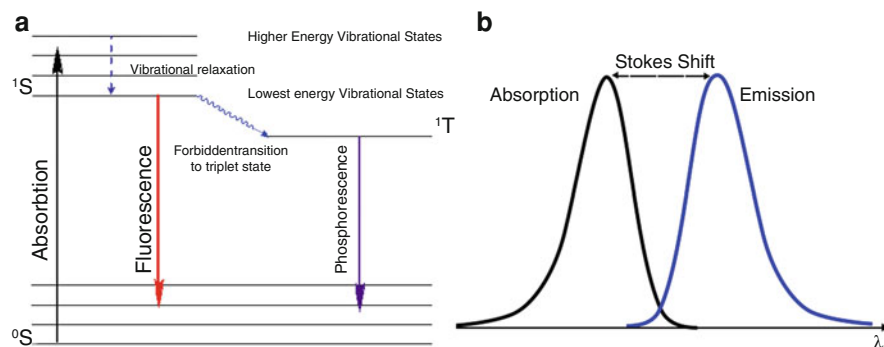 a
Higher Energy Vibrational States
Vibrational relaxation
¹S
Lowest energy Vibrational States
¹T
Forbiddentransition
to triplet state
Absorbtion
Fluorescence
Phosphorescence
⁰S
b
Stokes Shift
Absorption
Emission
λ